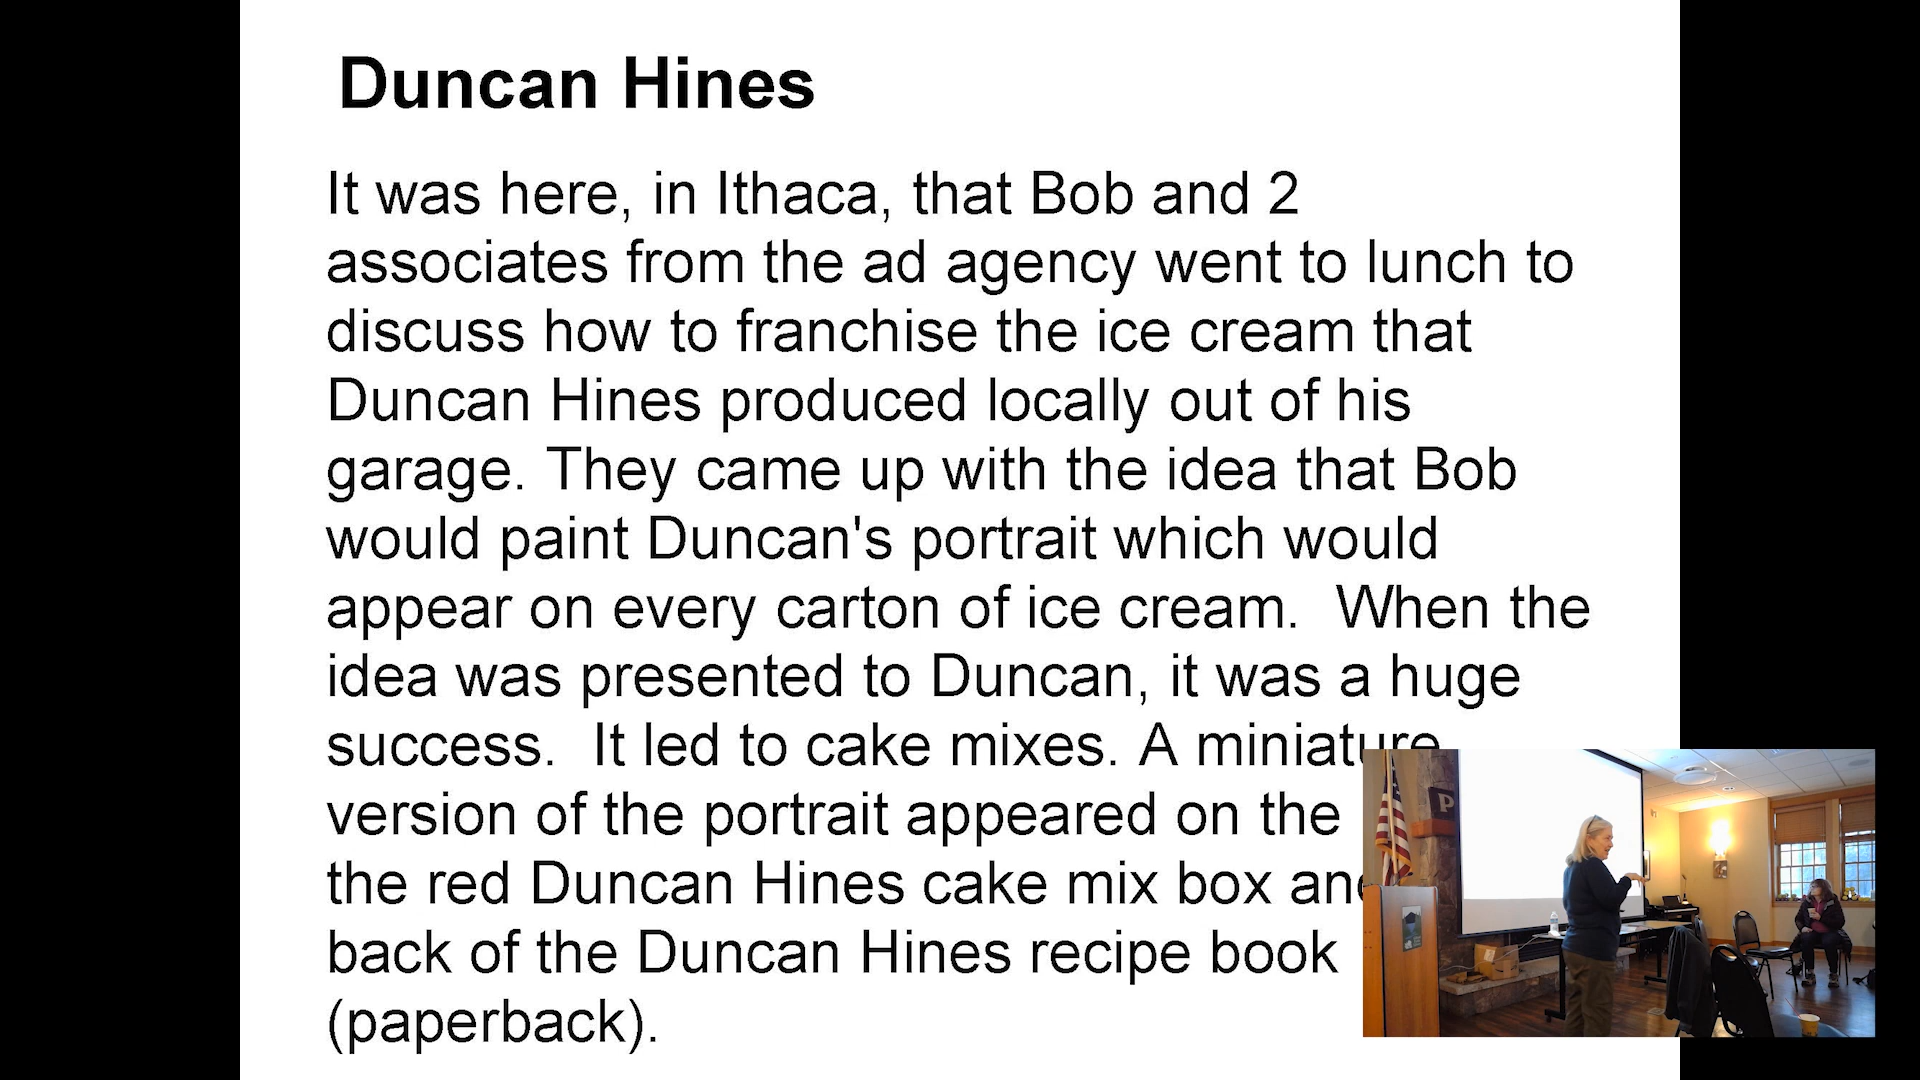 Duncan Hines
It was here, in Ithaca, that Bob and 2
associates from the ad agency went to lunch to
discuss how to franchise the ice cream that
Duncan Hines produced locally out of his
garage. They came up with the idea that Bob
would paint Duncan's portrait which would
appear on every carton of ice cream.  When the
idea was presented to Duncan, it was a huge
success.  It led to cake mixes. A miniature
version of the portrait appeared on the
the red Duncan Hines cake mix box
back of the Duncan Hines recipe book
(paperback).
P